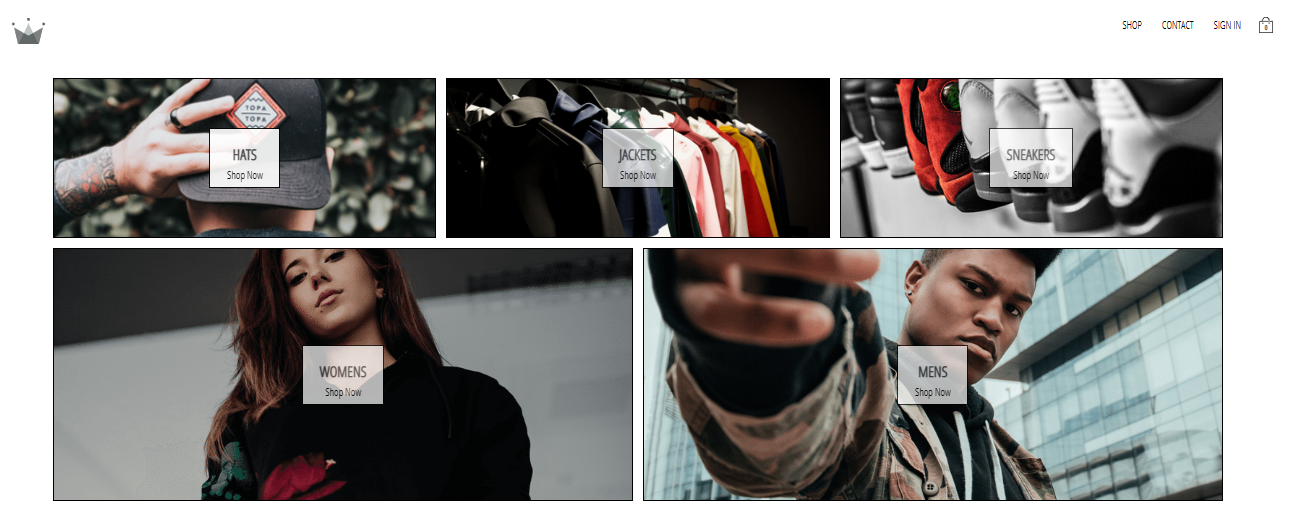 SHOP
CONTACT
SIGN IN
0
TOPA
TOPA
HATS
Shop Now
JACKETS
Shop Now
SNEAKERS
Shop Now
WOMENS
Shop Now
MENS
Shop Now